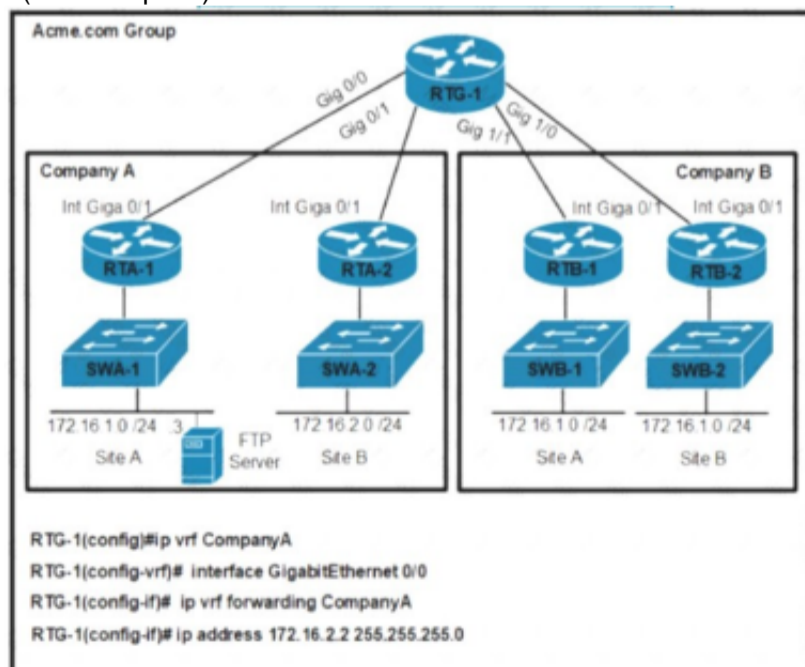 Acme.com Group
RTG-1
Gig 0/0
Gig 0/1
Gig 1/1
Gig 1/0
Company A
Company B
Int Giga 0/1
Int Giga 0/1
Int Giga 0/1
Int Giga 0/1
RTA-1
RTA-2
RTB-1
RTB-2
SWA-1
SWA-2
SWB-1
SWB-2
172.16.1.0 /24
.3
172.16.2.0 /24
172.16.1.0 /24
172.16.1.0 /24
FTP
Server
Site A
Site B
Site A
Site B
RTG-1(config)#ip vrf CompanyA
RTG-1(config-vrf)# interface GigabitEthernet 0/0
RTG-1(config-if)# ip vrf forwarding CompanyA
RTG-1(config-if)# ip address 172.16.2.2 255.255.255.0